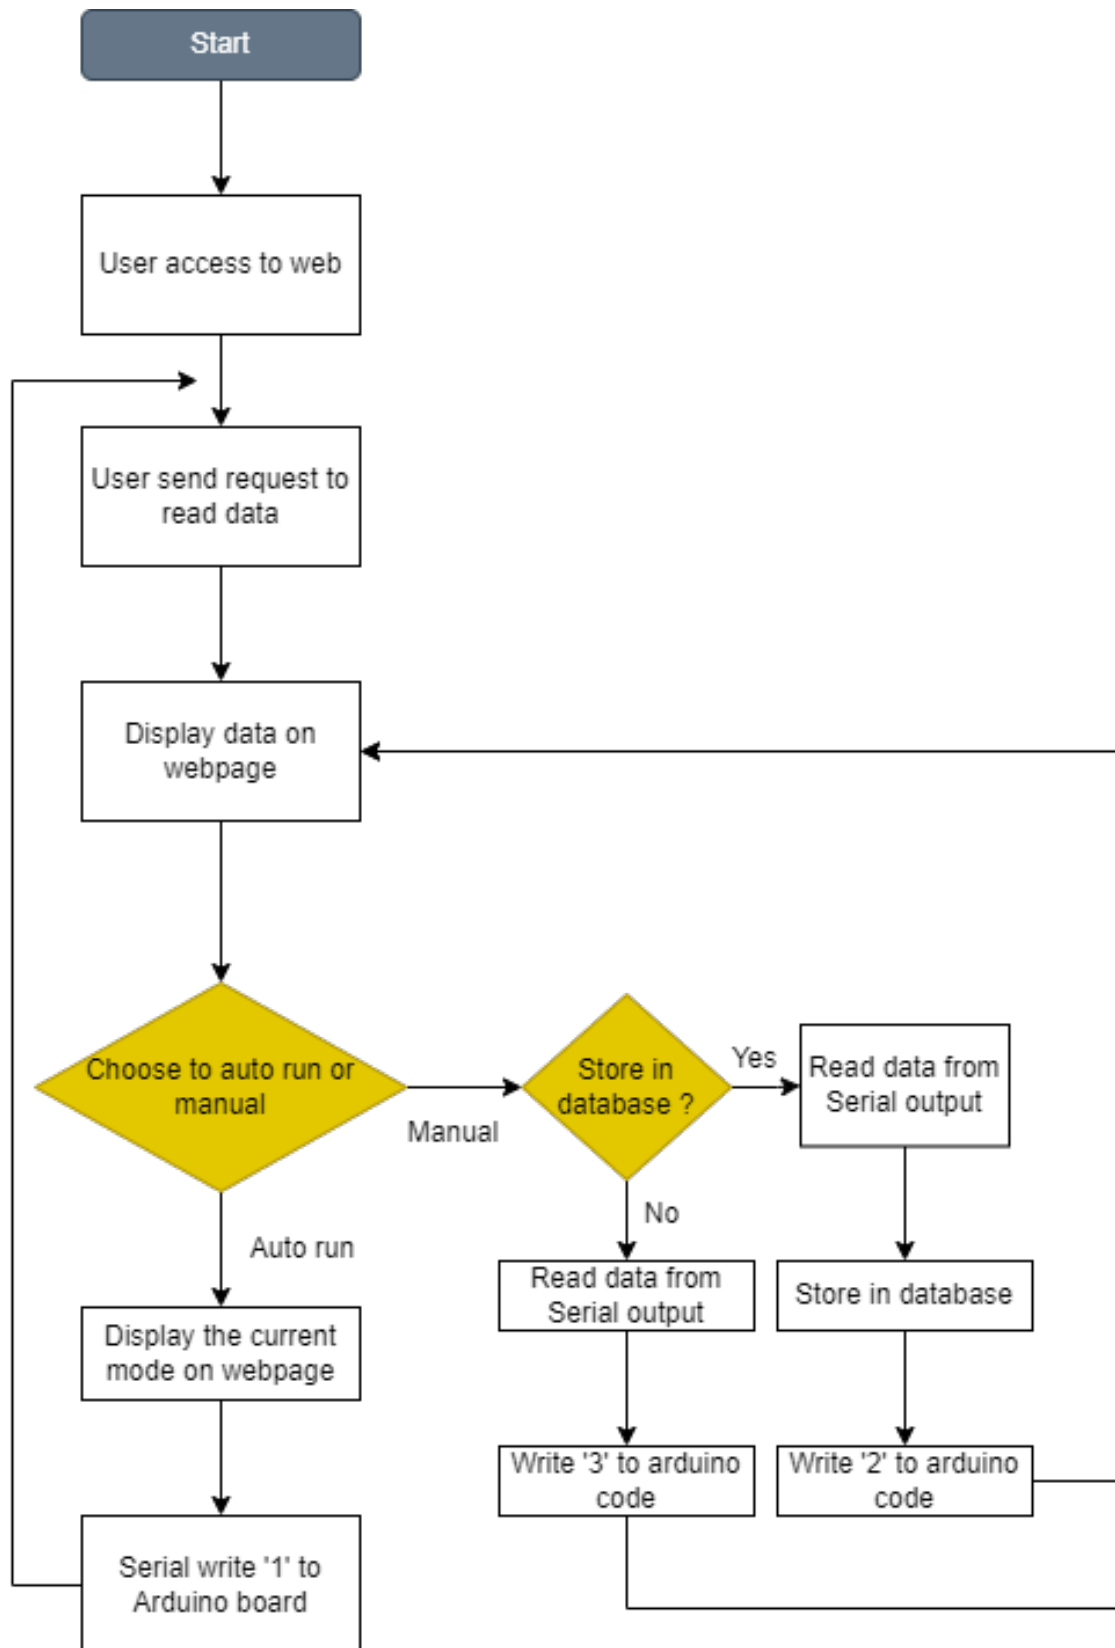 Start
User access to web
User send request to
read data
Display data on
webpage
Choose to auto run or
manual
Manual
Store in
database ?
Yes
Read data from
Serial output
No
Auto run
Read data from
Serial output
Store in database
Display the current
mode on webpage
Write '3' to arduino
code
Write '2' to arduino
code
Serial write '1' to
Arduino board